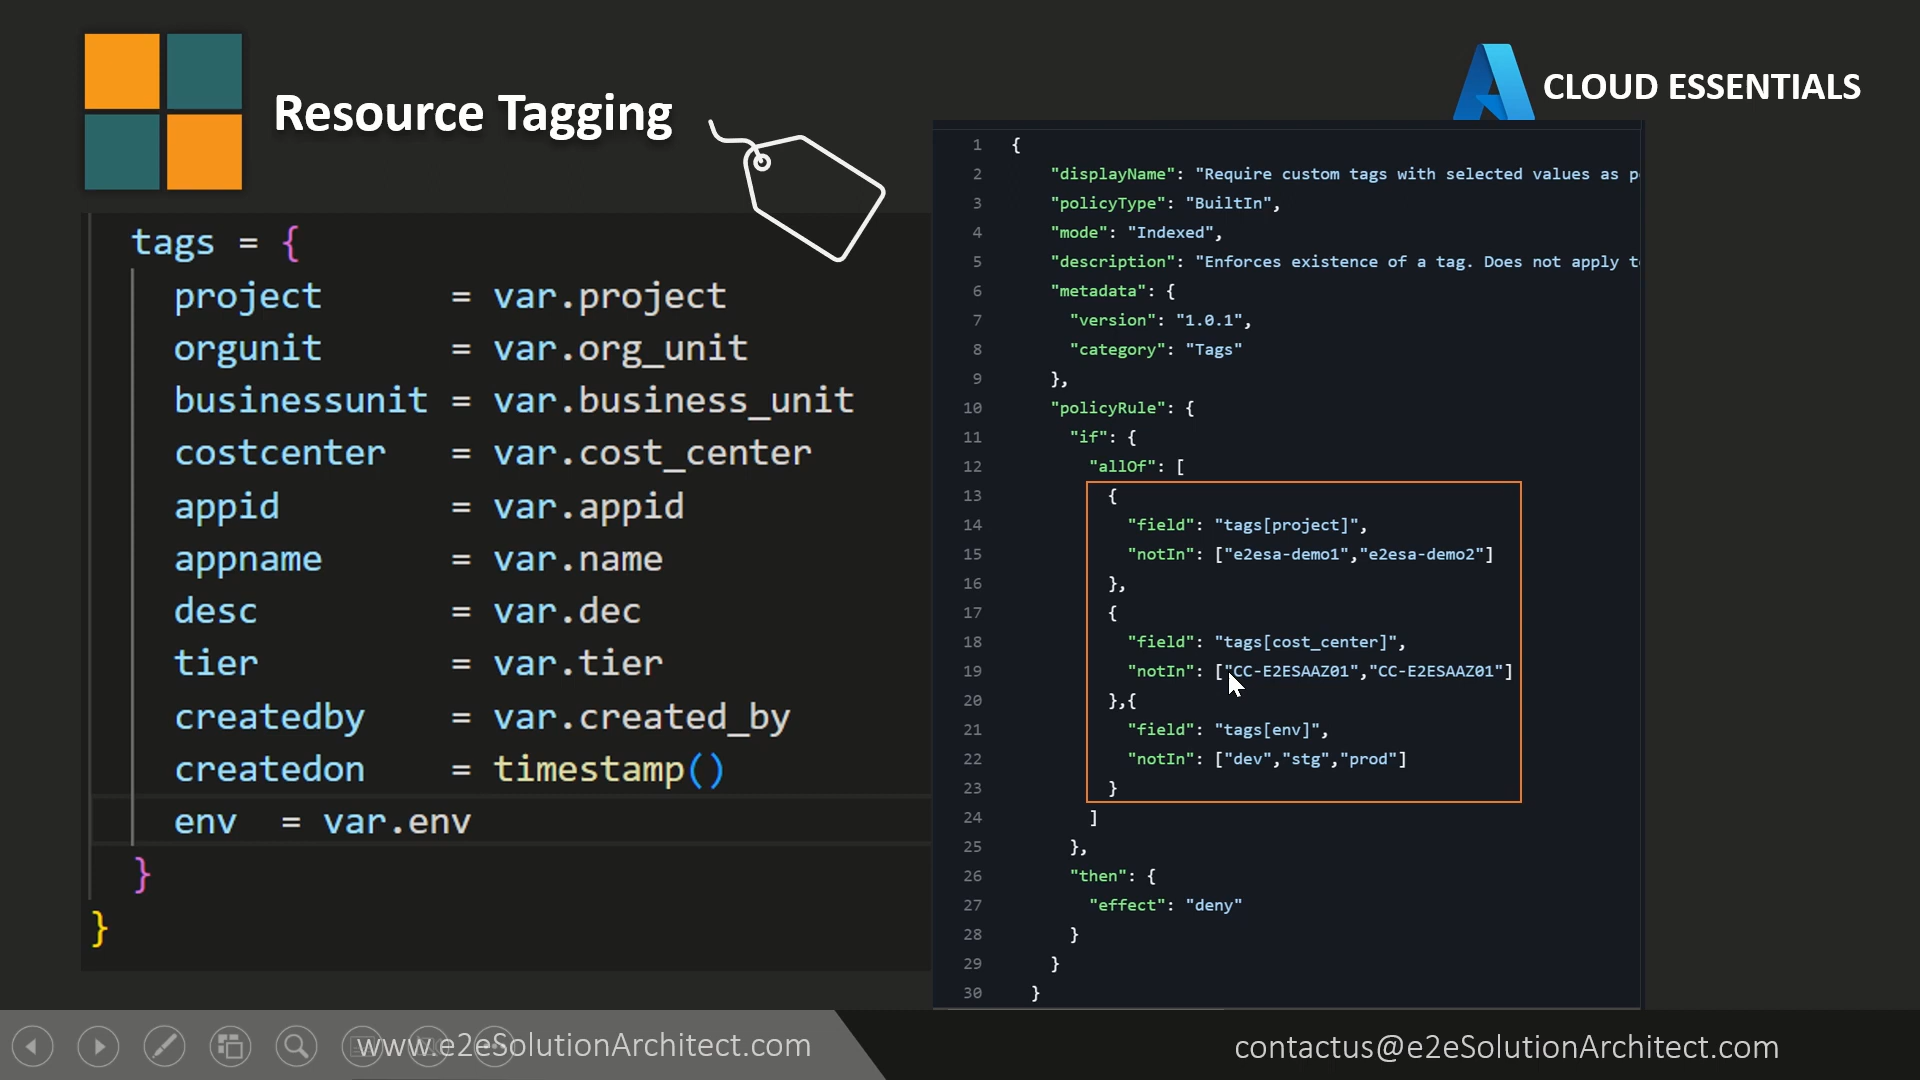 Resource Tagging
CLOUD ESSENTIALS
tags = {
project = var.project
orgunit = var.org_unit
businessunit = var.business_unit
costcenter = var.cost_center
appid = var.appid
appname = var.name
desc = var.dec
tier = var.tier
createdby = var.created_by
createdon = timestamp()
env = var.env
}
}
1 {
2 "displayName": "Require custom tags with selected values as p
3 "policyType": "BuiltIn",
4 "mode": "Indexed",
5 "description": "Enforces existence of a tag. Does not apply t
6 "metadata": {
7 "version": "1.0.1",
8 "category": "Tags"
9 },
10 "policyRule": {
11 "if": {
12 "allOf": [
13 {
14 "field": "tags[project]",
15 "notIn": ["e2esa-demo1","e2esa-demo2"]
16 },
17 {
18 "field": "tags[cost_center]",
19 "notIn": ["CC-E2ESAAZ01","CC-E2ESAAZ01"]
20 },{
21 "field": "tags[env]",
22 "notIn": ["dev","stg","prod"]
23 }
24 ]
25 },
26 "then": {
27 "effect": "deny"
28 }
29 }
30 }
www.e2eSolutionArchitect.com
contactus@e2eSolutionArchitect.com